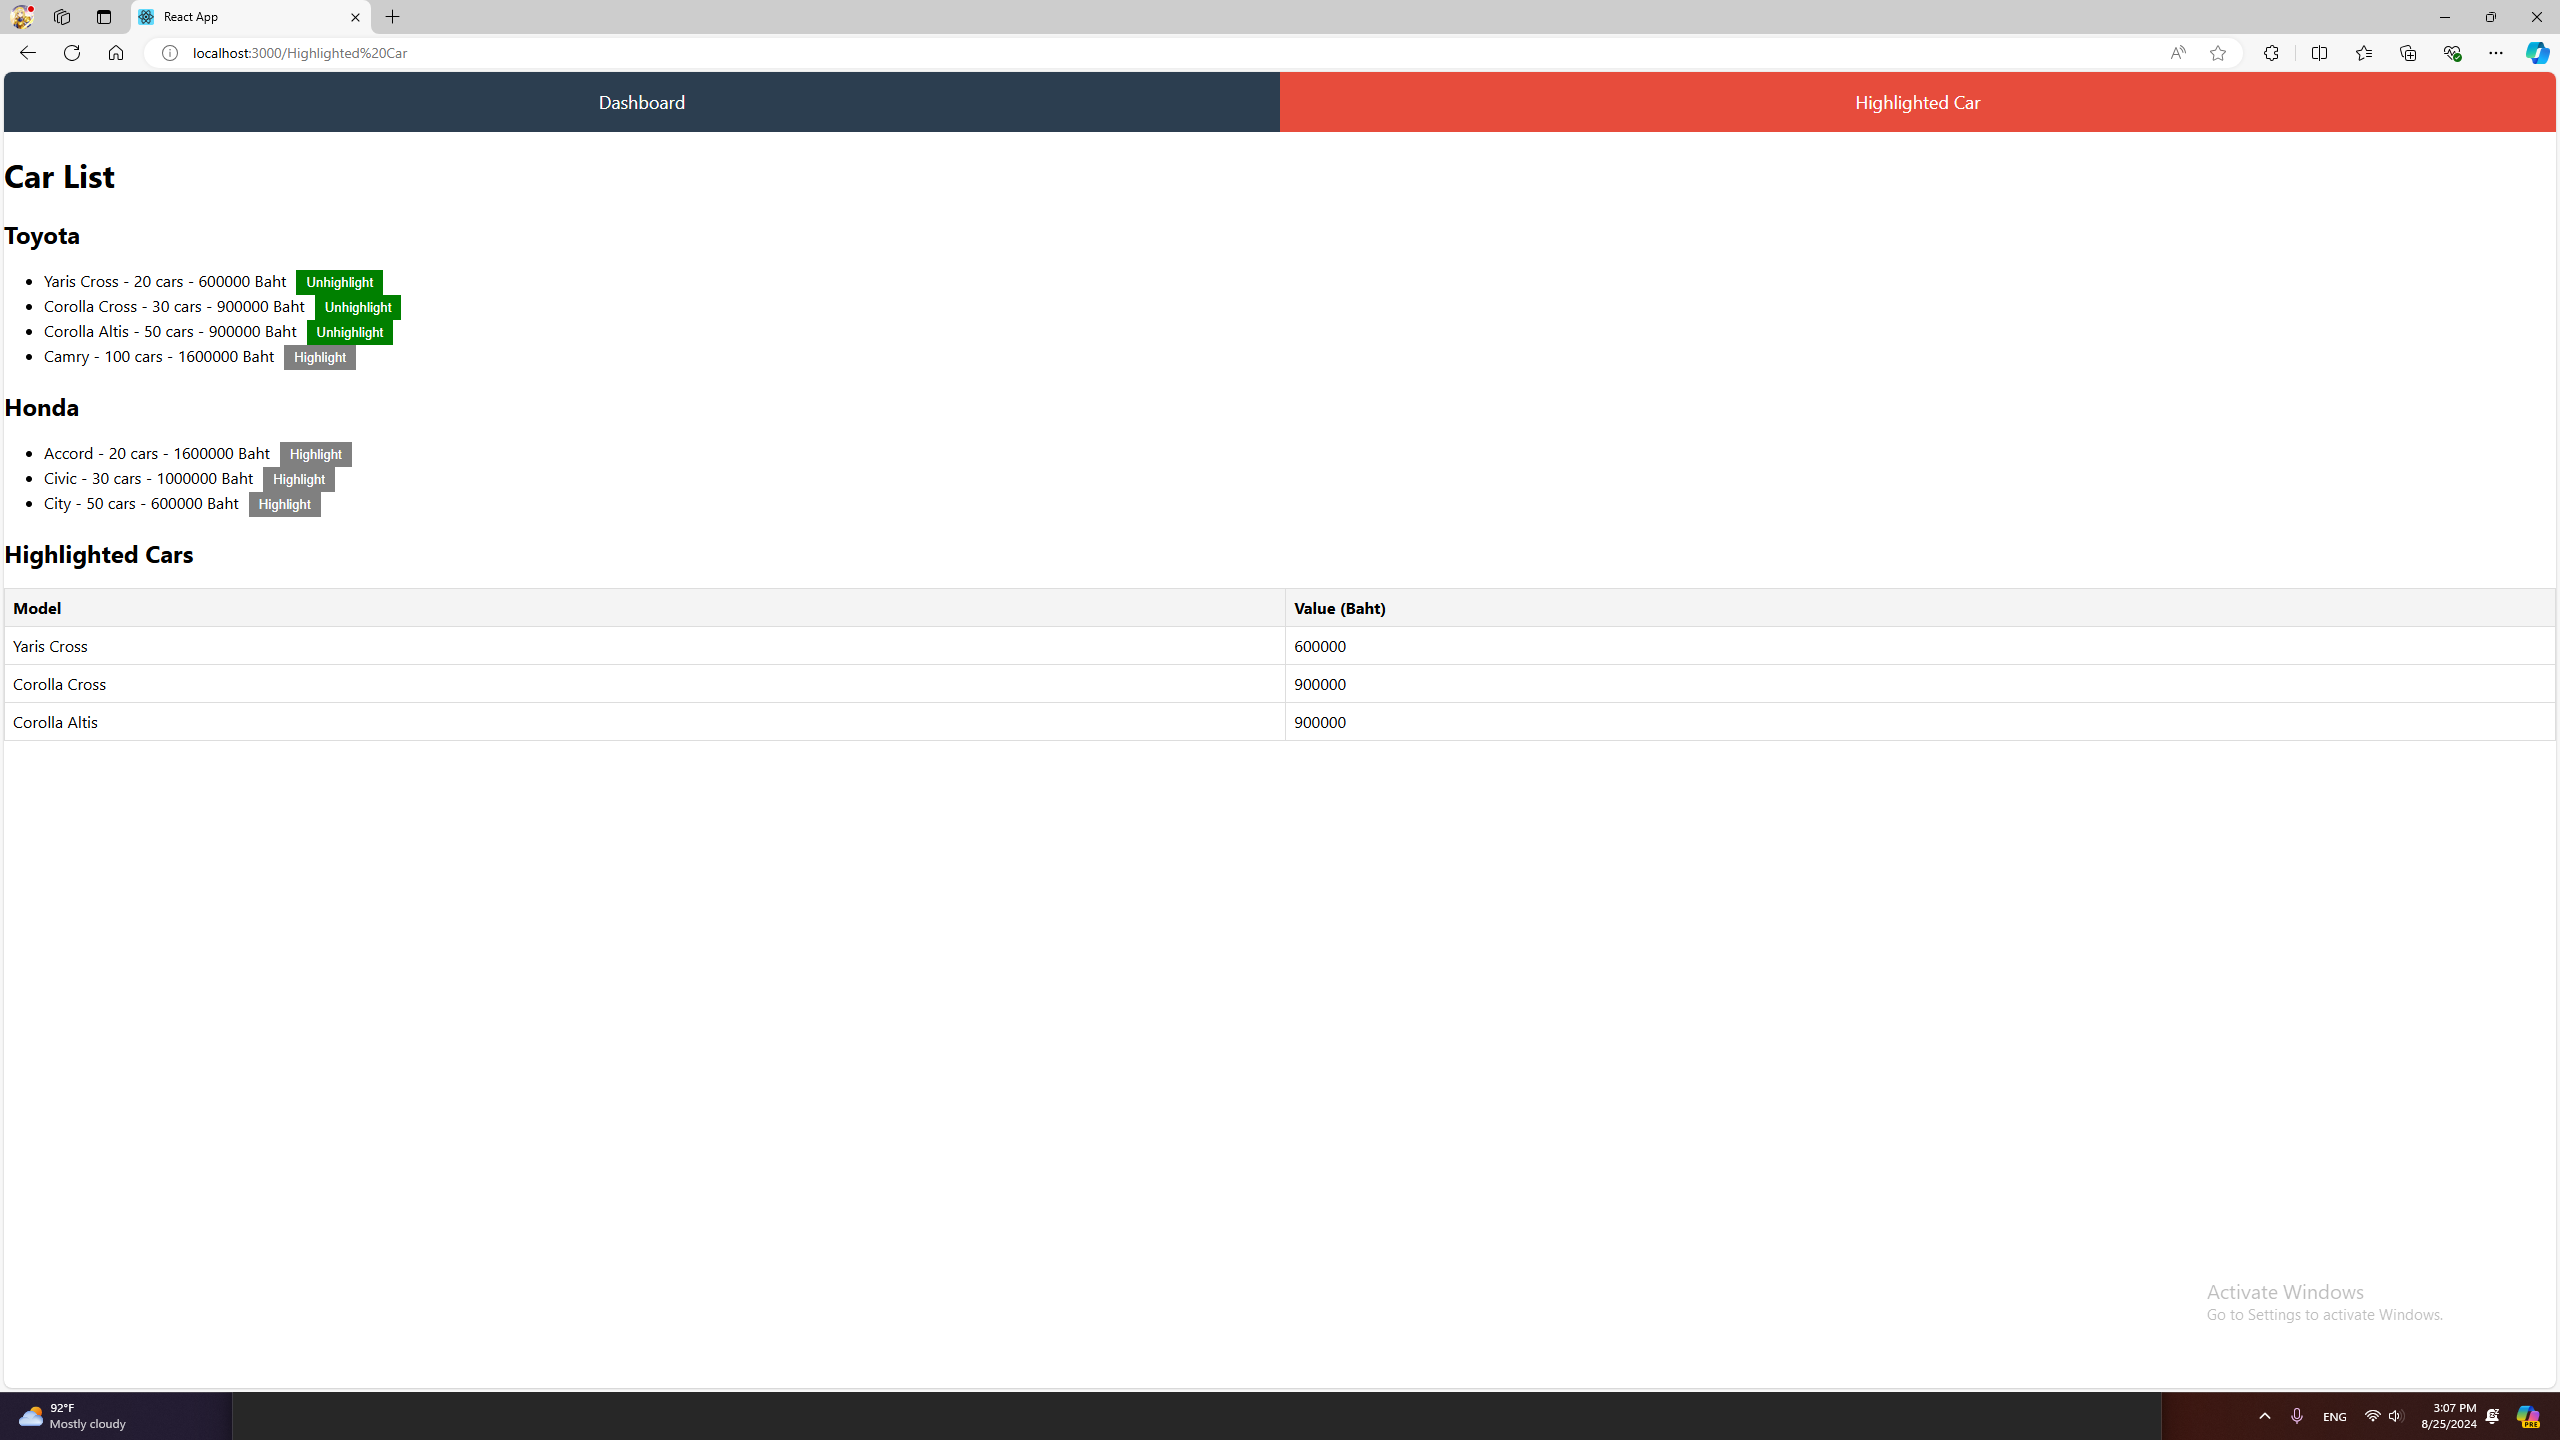 React App
localhost:3000/Highlighted%20Car
Dashboard
Highlighted Car
Car List
Toyota
Yaris Cross - 20 cars - 600000 Baht Unhighlight
Corolla Cross - 30 cars - 900000 Baht Unhighlight
Corolla Altis - 50 cars - 900000 Baht Unhighlight
Camry - 100 cars - 1600000 Baht Highlight
Honda
Accord - 20 cars - 1600000 Baht Highlight
Civic - 30 cars - 1000000 Baht Highlight
City - 50 cars - 600000 Baht Highlight
Highlighted Cars
Model Value (Baht)
Yaris Cross 600000
Corolla Cross 900000
Corolla Altis 900000
Activate Windows
Go to Settings to activate Windows.
92°F
Mostly cloudy
ENG
3:07 PM
8/25/2024
PRE